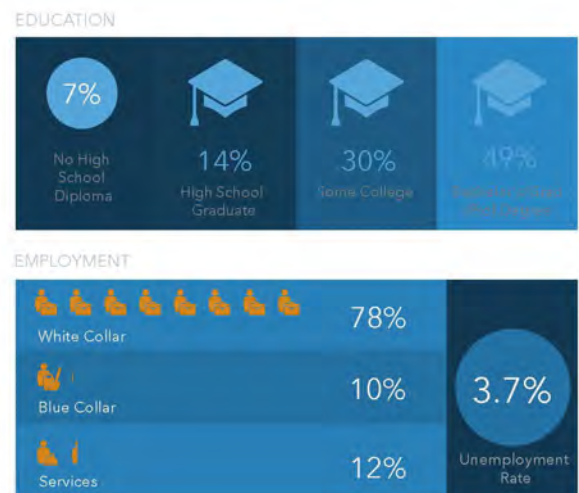 EDUCATION
7%
No High
School
Diploma
14%
High School
Graduate
30%
Some College
49%
EMPLOYMENT
White Collar
78%
Blue Collar
10%
Services
12%
3.7%
Unemployment
Rate